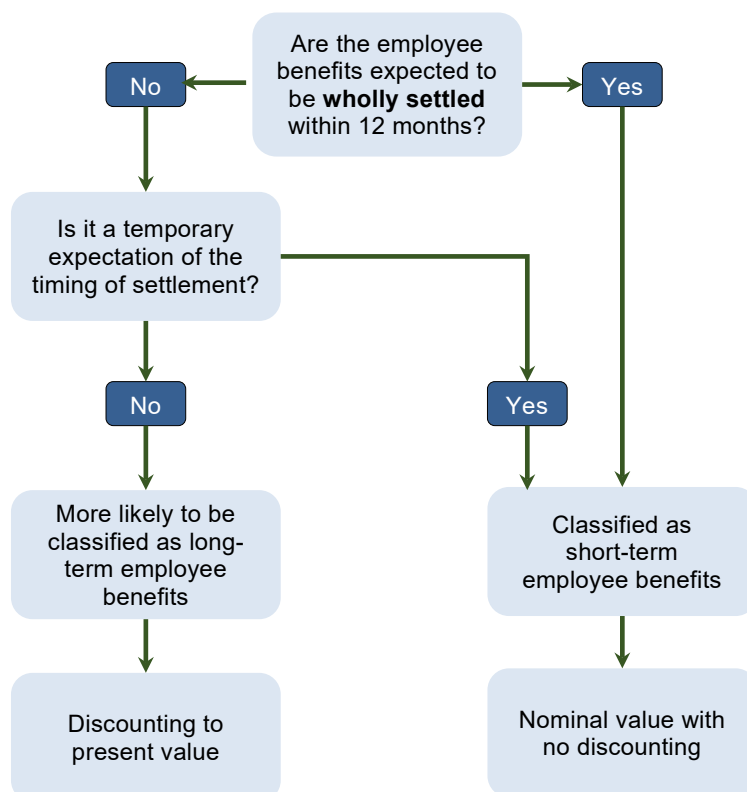 Are the employee
benefits expected to
be wholly settled
within 12 months?
No
Yes
Is it a temporary
expectation of the
timing of settlement?
No
Yes
More likely to be
classified as long-
term employee
benefits
Classified as
short-term
employee benefits
Discounting to
present value
Nominal value with
no discounting